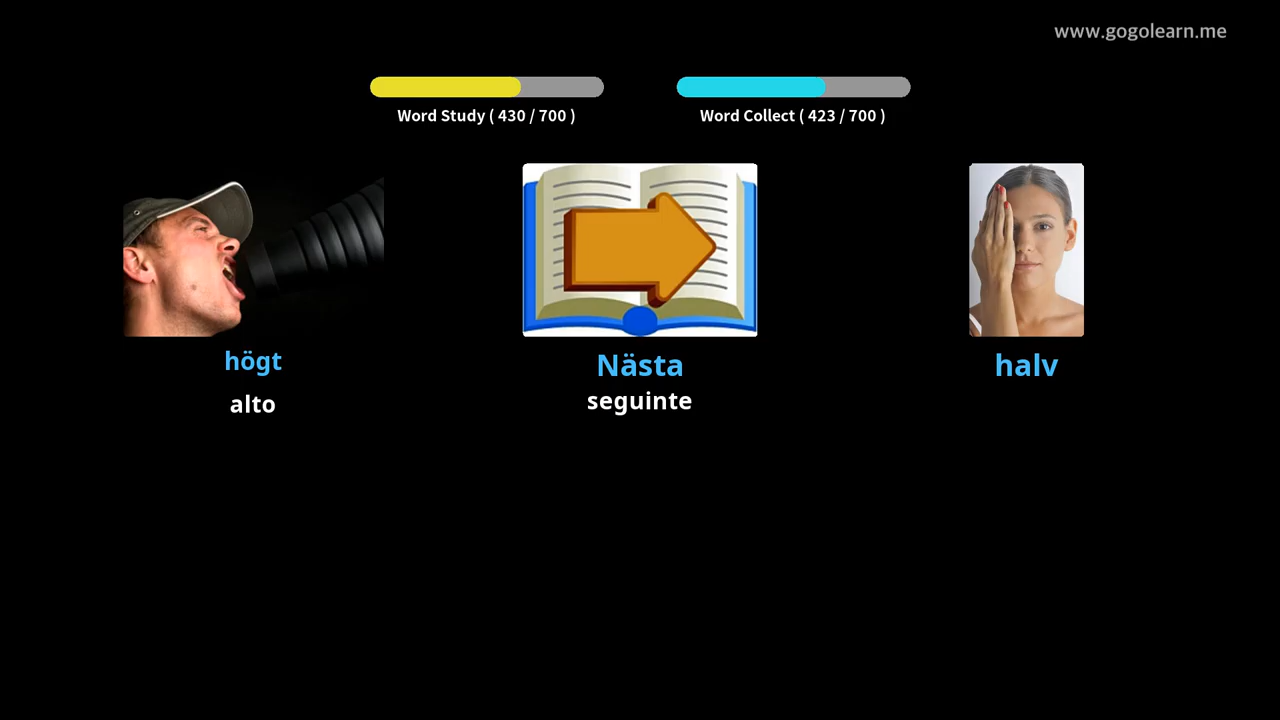 www.gogolearn.me
Word Study ( 430 / 700 )
Word Collect ( 423 / 700 )
högt
alto
Nästa
seguinte
halv